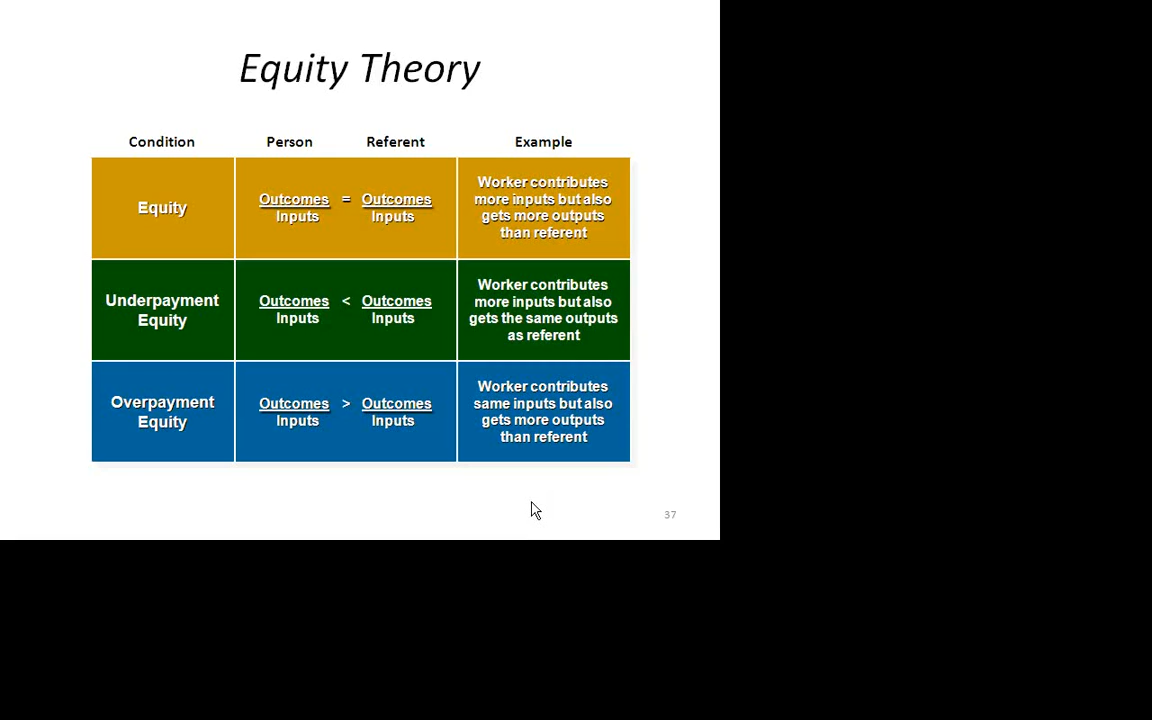 Equity Theory
Condition Person Referent Example
Equity
Outcomes = Outcomes
Inputs Inputs
Worker contributes
more inputs but also
gets more outputs
than referent
Underpayment
Equity
Outcomes < Outcomes
Inputs Inputs
Worker contributes
more inputs but also
gets the same outputs
as referent
Overpayment
Equity
Outcomes > Outcomes
Inputs Inputs
Worker contributes
same inputs but also
gets more outputs
than referent
37